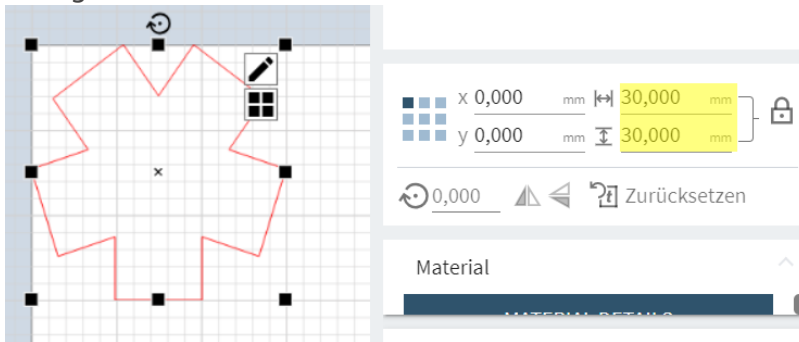 x 0,000 mm 30,000 mm
y 0,000 mm 30,000 mm
0,000 Zurücksetzen
Material
MATERIAL DETAILS